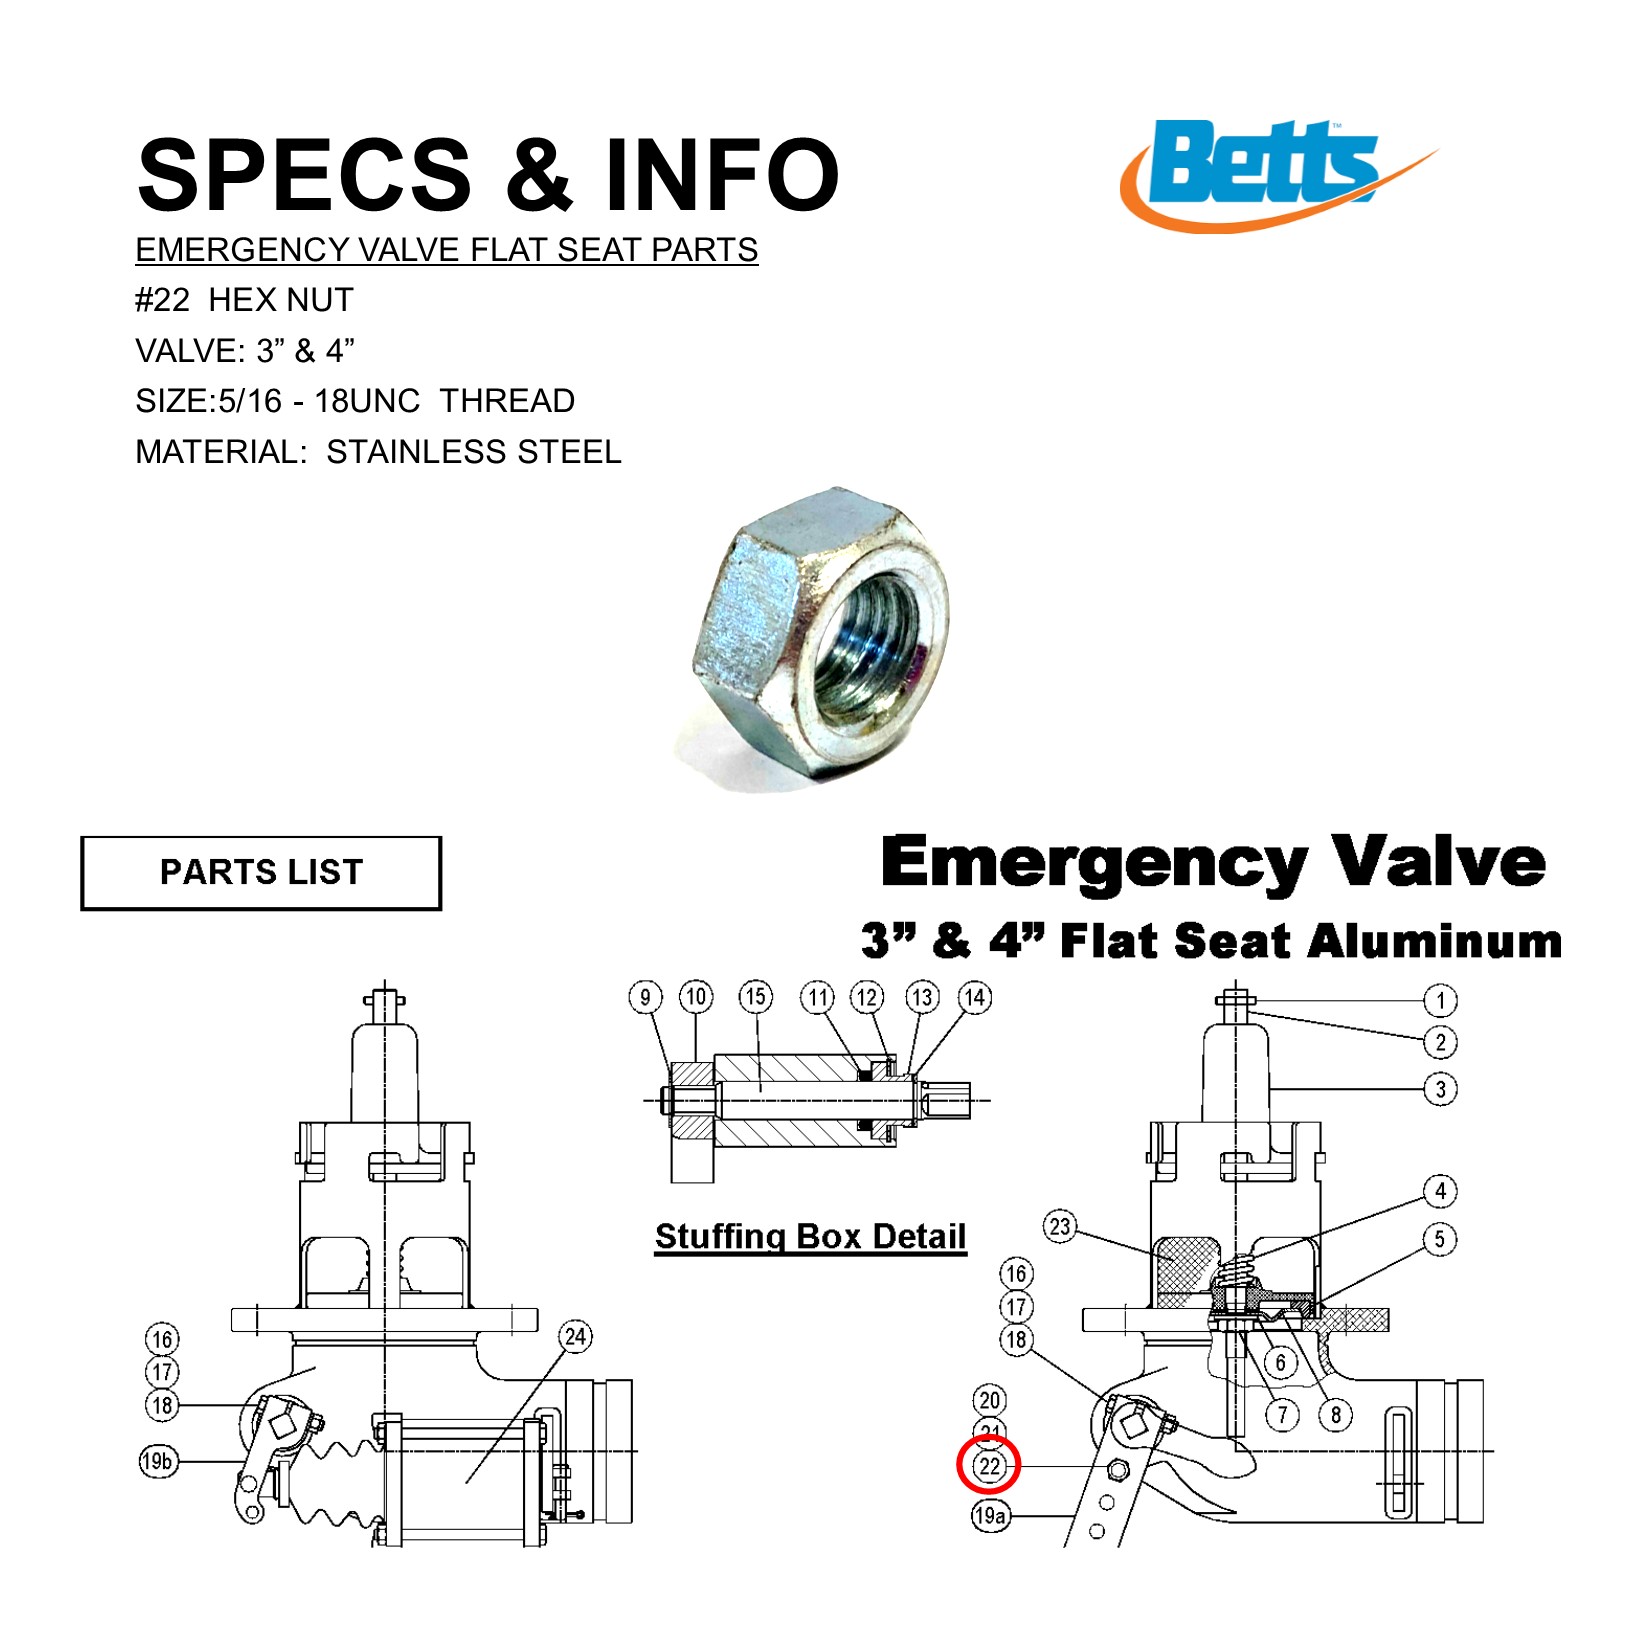 SPECS & INFO
Betts™
EMERGENCY VALVE FLAT SEAT PARTS
#22 HEX NUT
VALVE: 3” & 4”
SIZE:5/16 - 18UNC THREAD
MATERIAL: STAINLESS STEEL
PARTS LIST
Emergency Valve
3” & 4” Flat Seat Aluminum
9 10 15 11 12 13 14
Stuffing Box Detail
16
17
18
19b
24
1
2
3
4
5
23
16
17
18
6
7
8
20
21
22
19a